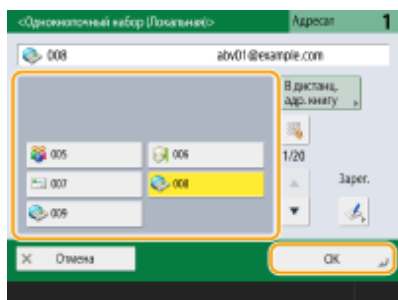 <Однокнопочный набор (Локальная)> Адресат 1
008 abv01@example.com
В дистанц. адр. книгу
005 006
1/20
007 008 Зарег.
009
× Отмена OK